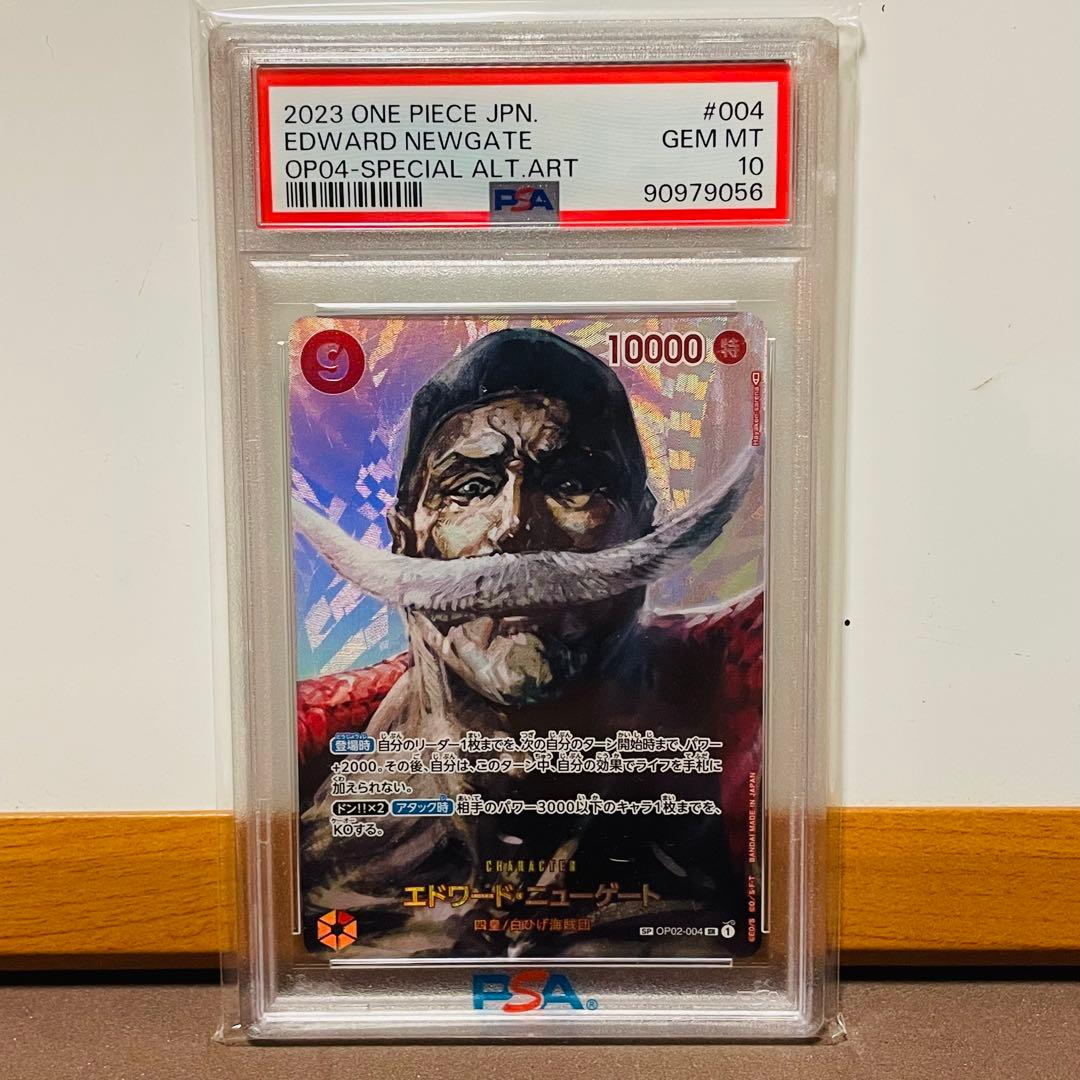 2023 ONE PIECE JPN. #004
EDWARD NEWGATE GEM MT
OP04-SPECIAL ALT.ART 10
PSA 90979056
9 10000 特
登場時 自分のリーダー1枚までを、次の自分のターン開始時まで、パワー
+2000。その後、自分は、このターン中、自分の効果でライフを手札に
加えられない。
ドン!!×2 アタック時 相手のパワー3000以下のキャラ1枚までを、
KOする。
CHARACTER
エドワード・ニューゲート
四皇/白ひげ海賊団
SP OP02-004 SR 1
BANDAI MADE IN JAPAN
PSA®